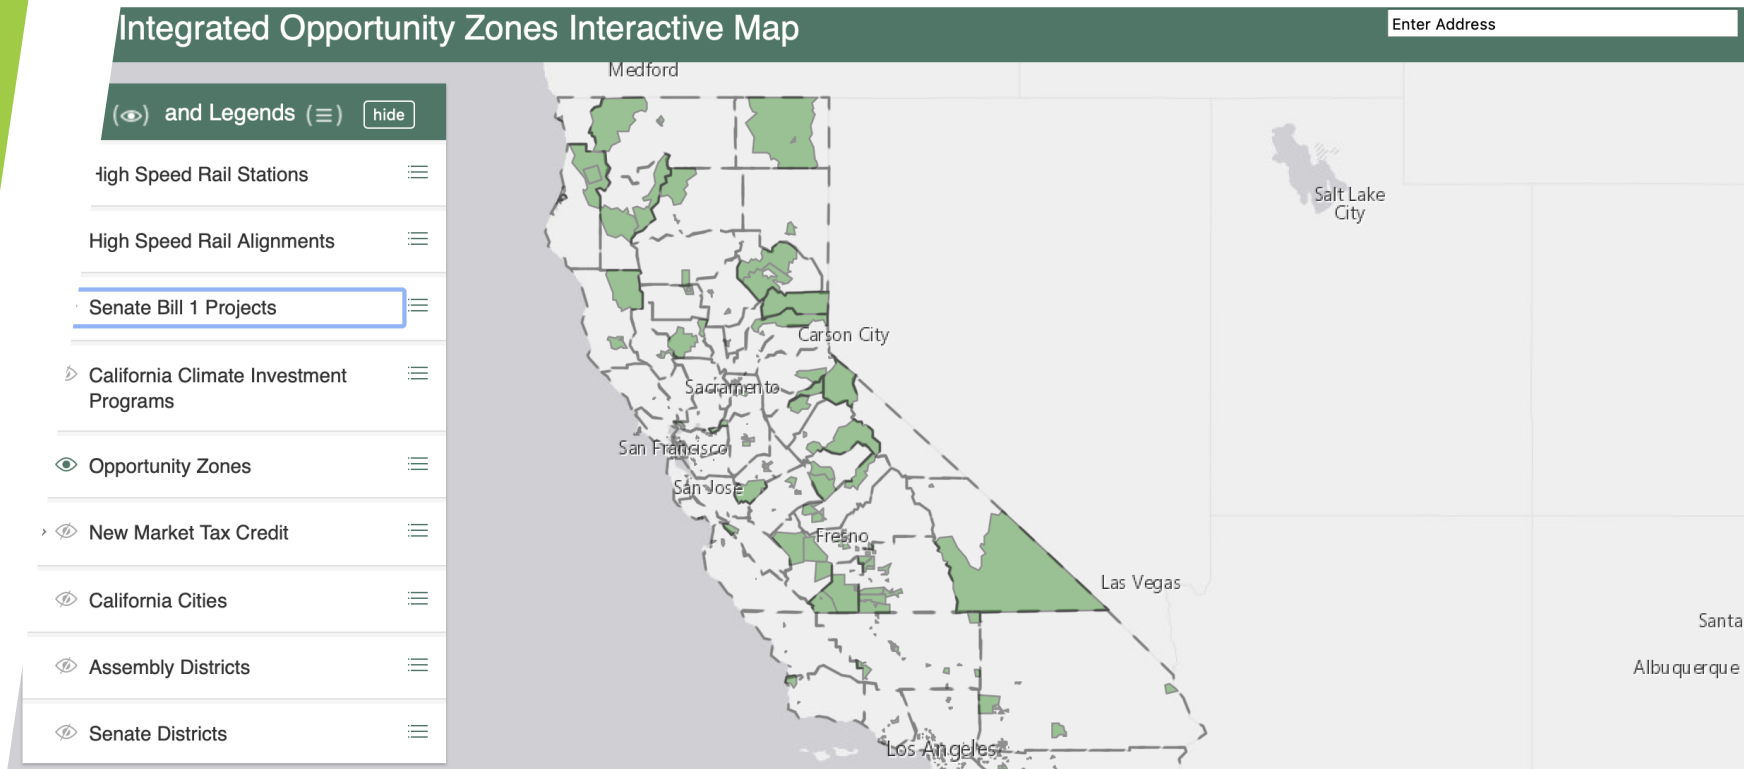 Integrated Opportunity Zones Interactive Map
Enter Address
and Legends
hide
High Speed Rail Stations
High Speed Rail Alignments
Senate Bill 1 Projects
California Climate Investment
Programs
Opportunity Zones
New Market Tax Credit
California Cities
Assembly Districts
Senate Districts
Medford
Salt Lake
City
Carson City
Sacramento
San Francisco
San Jose
Fresno
Las Vegas
Santa
Albuquerque
Los Angeles